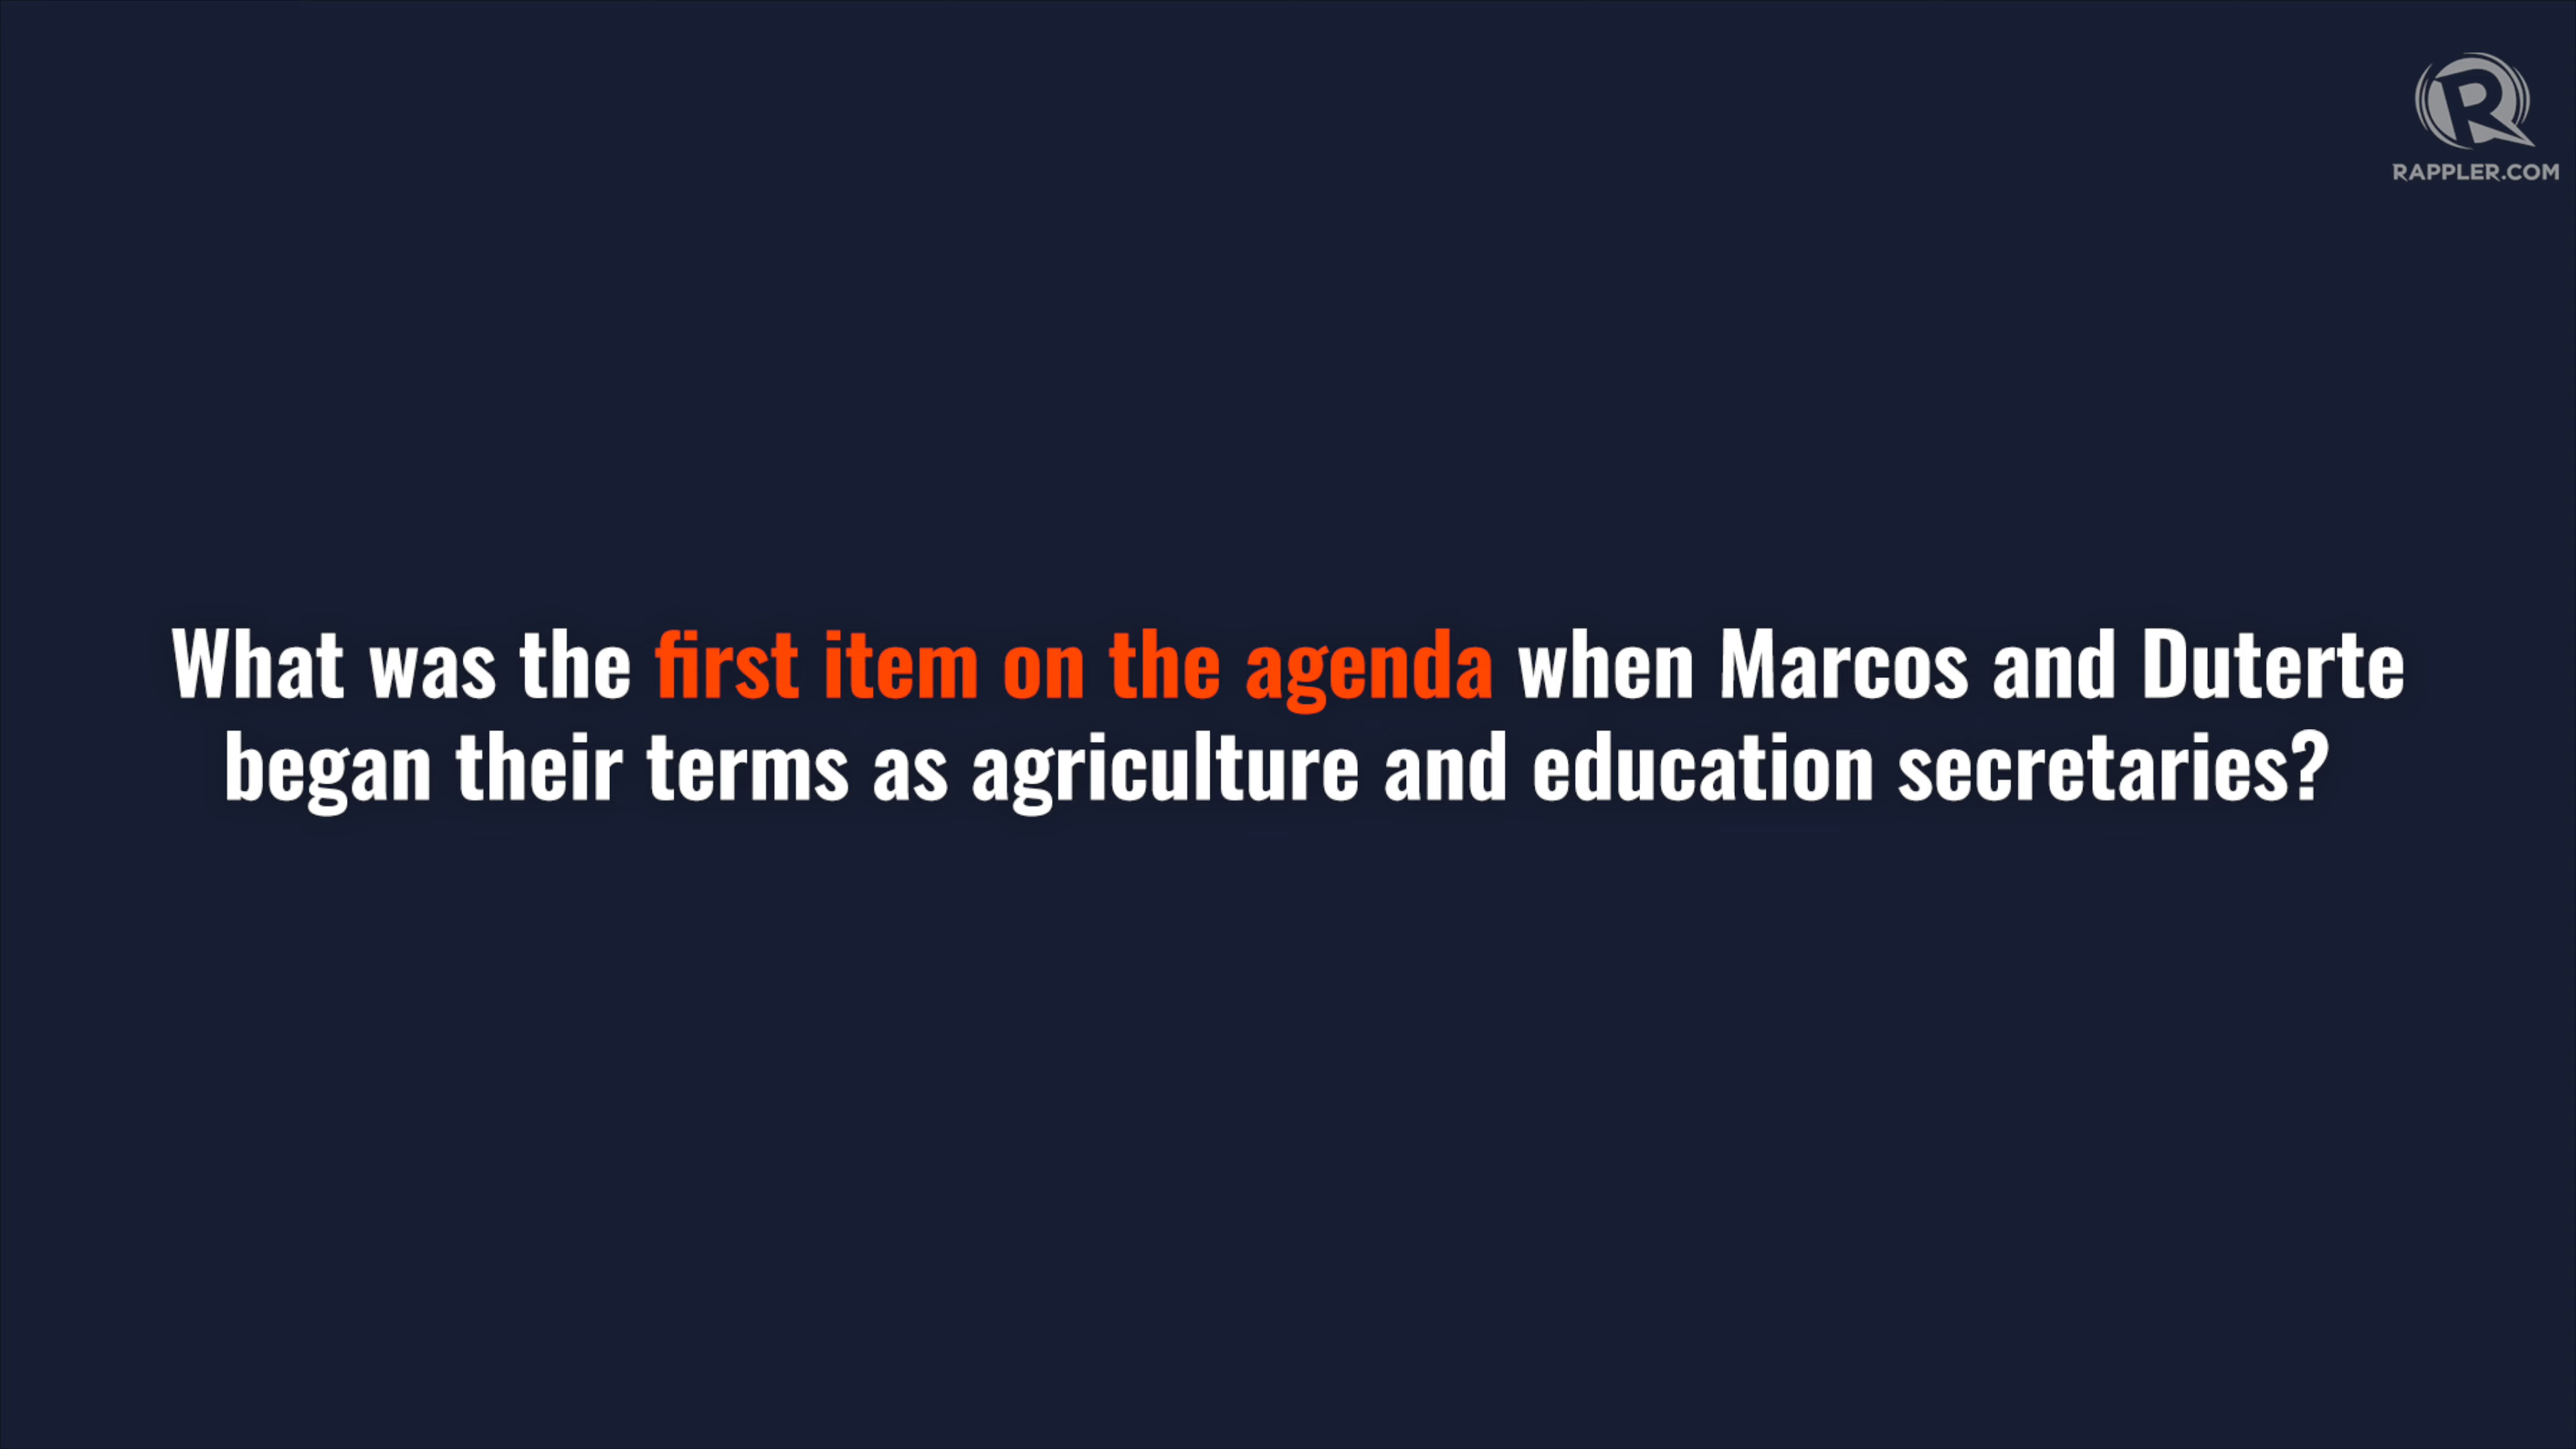 RAPPLER.COM
What was the first item on the agenda when Marcos and Duterte
began their terms as agriculture and education secretaries?